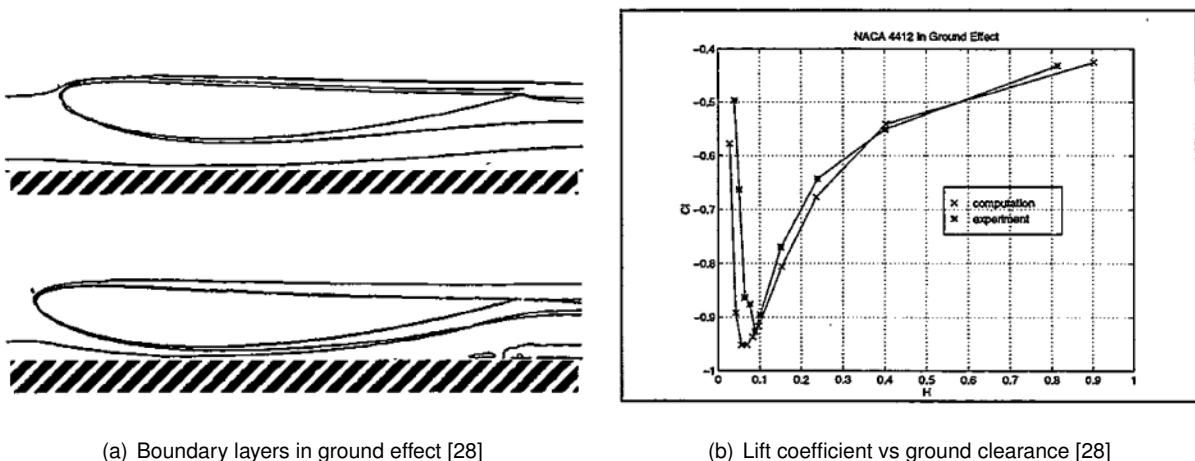 NACA 4412 In Ground Effect
-0.4
-0.5
-0.6
-0.7
-0.8
-0.9
-1
Cl
0 0.1 0.2 0.3 0.4 0.5 0.6 0.7 0.8 0.9 1
H
computation
experiment
(a) Boundary layers in ground effect [28]
(b) Lift coefficient vs ground clearance [28]